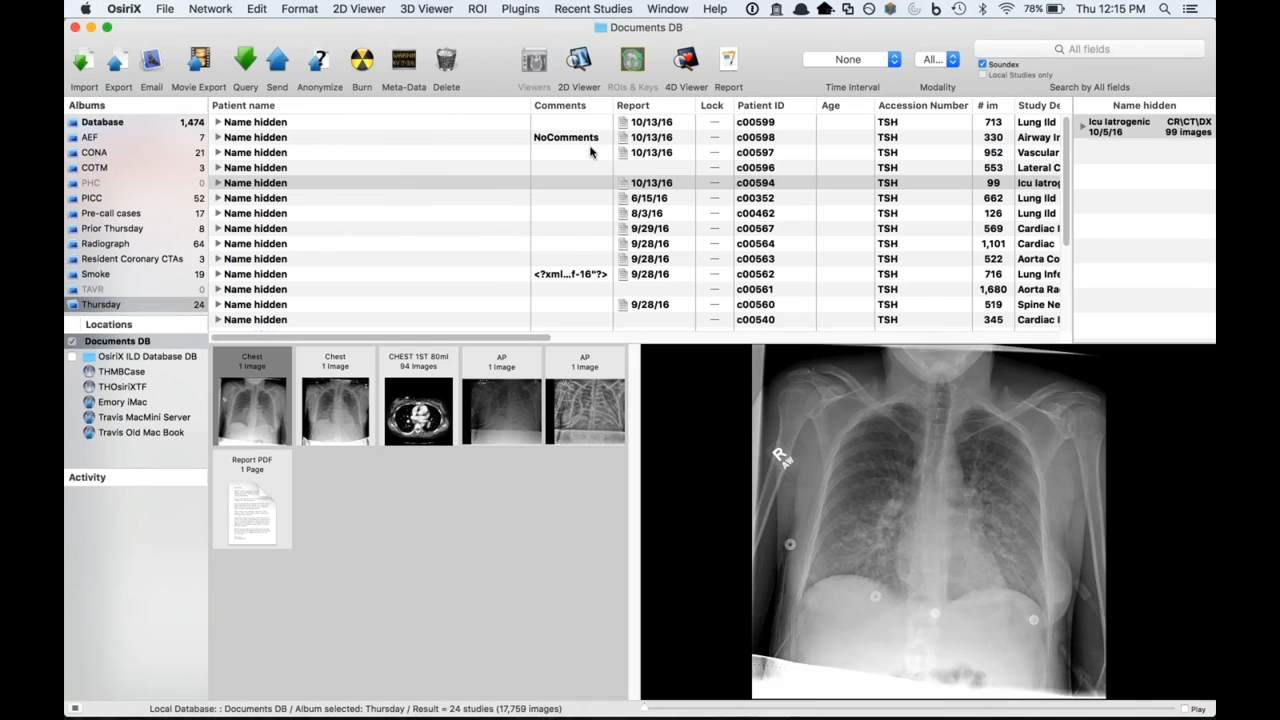 OsiriX File Network Edit Format 2D Viewer 3D Viewer ROI Plugins Recent Studies Window Help 78% Thu 12:15 PM
Documents DB
Import Export Email Movie Export Query Send Anonymize Burn Meta-Data Delete Viewers 2D Viewer ROIs & Keys 4D Viewer Report
None All... All fields
Soundex
Local Studies only
Time Interval Modality Search by All fields
Albums
Database 1,474
AEF 7
CONA 21
COTM 3
PHC 0
PICC 52
Pre-call cases 17
Prior Thursday 8
Radiograph 64
Resident Coronary CTAs 3
Smoke 19
TAVR 0
Thursday 24
Locations
Documents DB
OsiriX ILD Database DB
THMBCase
THOsiriXTF
Emory iMac
Travis MacMini Server
Travis Old Mac Book
Activity
Patient name Comments Report Lock Patient ID Age Accession Number # im Study De
Name hidden 10/13/16 — c00599 TSH 713 Lung Ild
Name hidden NoComments 10/13/16 — c00598 TSH 330 Airway In
Name hidden 10/13/16 — c00597 TSH 952 Vascular
Name hidden — c00596 TSH 553 Lateral C
Name hidden 10/13/16 — c00594 TSH 99 Icu Iatrog
Name hidden 6/15/16 — c00352 TSH 662 Lung Ild
Name hidden 8/3/16 — c00462 TSH 126 Lung Ild
Name hidden 9/29/16 — c00567 TSH 569 Cardiac I
Name hidden 9/28/16 — c00564 TSH 1,101 Cardiac
Name hidden 9/28/16 — c00563 TSH 522 Aorta Co
Name hidden <?xml...f-16"?> 9/28/16 — c00562 TSH 716 Lung Infe
Name hidden — c00561 TSH 1,680 Aorta Ra
Name hidden 9/28/16 — c00560 TSH 519 Spine Ne
Name hidden — c00540 TSH 345 Cardiac I
Name hidden
Icu Iatrogenic CR\CT\DX
10/5/16 99 images
Chest
1 Image
Chest
1 Image
CHEST 1ST 80ml
94 Images
AP
1 Image
AP
1 Image
Report PDF
1 Page
R
AW
Local Database: : Documents DB / Album selected: Thursday / Result = 24 studies (17,759 images)
Play